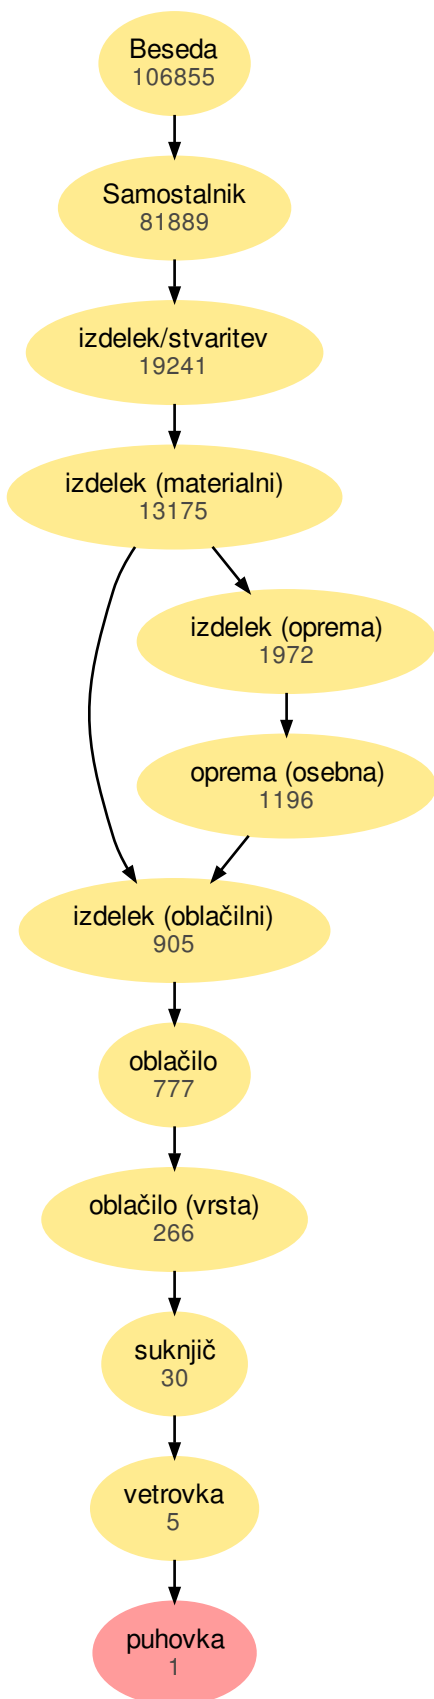 Beseda
106855
Samostalnik
81889
izdelek/stvaritev
19241
izdelek (materialni)
13175
izdelek (oprema)
1972
oprema (osebna)
1196
izdelek (oblačilni)
905
oblačilo
777
oblačilo (vrsta)
266
suknjič
30
vetrovka
5
puhovka
1